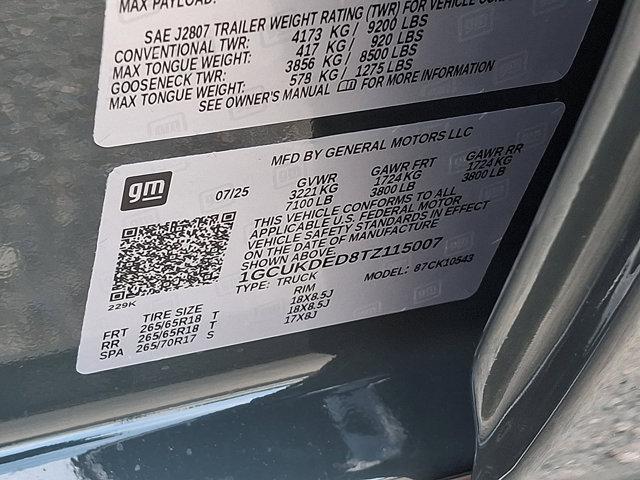 MAX PAYLOAD:
SAE J2807 TRAILER WEIGHT RATING (TWR) FOR VEHICLE
CONVENTIONAL TWR: 4173 KG / 9200 LBS
MAX TONGUE WEIGHT: 417 KG / 920 LBS
GOOSENECK TWR: 3856 KG / 8500 LBS
MAX TONGUE WEIGHT: 578 KG / 1275 LBS
SEE OWNER'S MANUAL FOR MORE INFORMATION
MFD BY GENERAL MOTORS LLC
gm
07/25
GVWR GAWR FRT GAWR RR
3221 KG 1724 KG 1724 KG
7100 LB 3800 LB 3800 LB
THIS VEHICLE CONFORMS TO ALL
APPLICABLE U.S. FEDERAL MOTOR
VEHICLE SAFETY STANDARDS IN EFFECT
ON THE DATE OF MANUFACTURE
SHOWN ABOVE.
1GCUKDED8TZ115007
TYPE: TRUCK MODEL: 87CK10543
229K
TIRE SIZE RIM
FRT 265/65R18 T 18X8.5J
RR 265/65R18 T 18X8.5J
SPA 265/70R17 S 17X8J